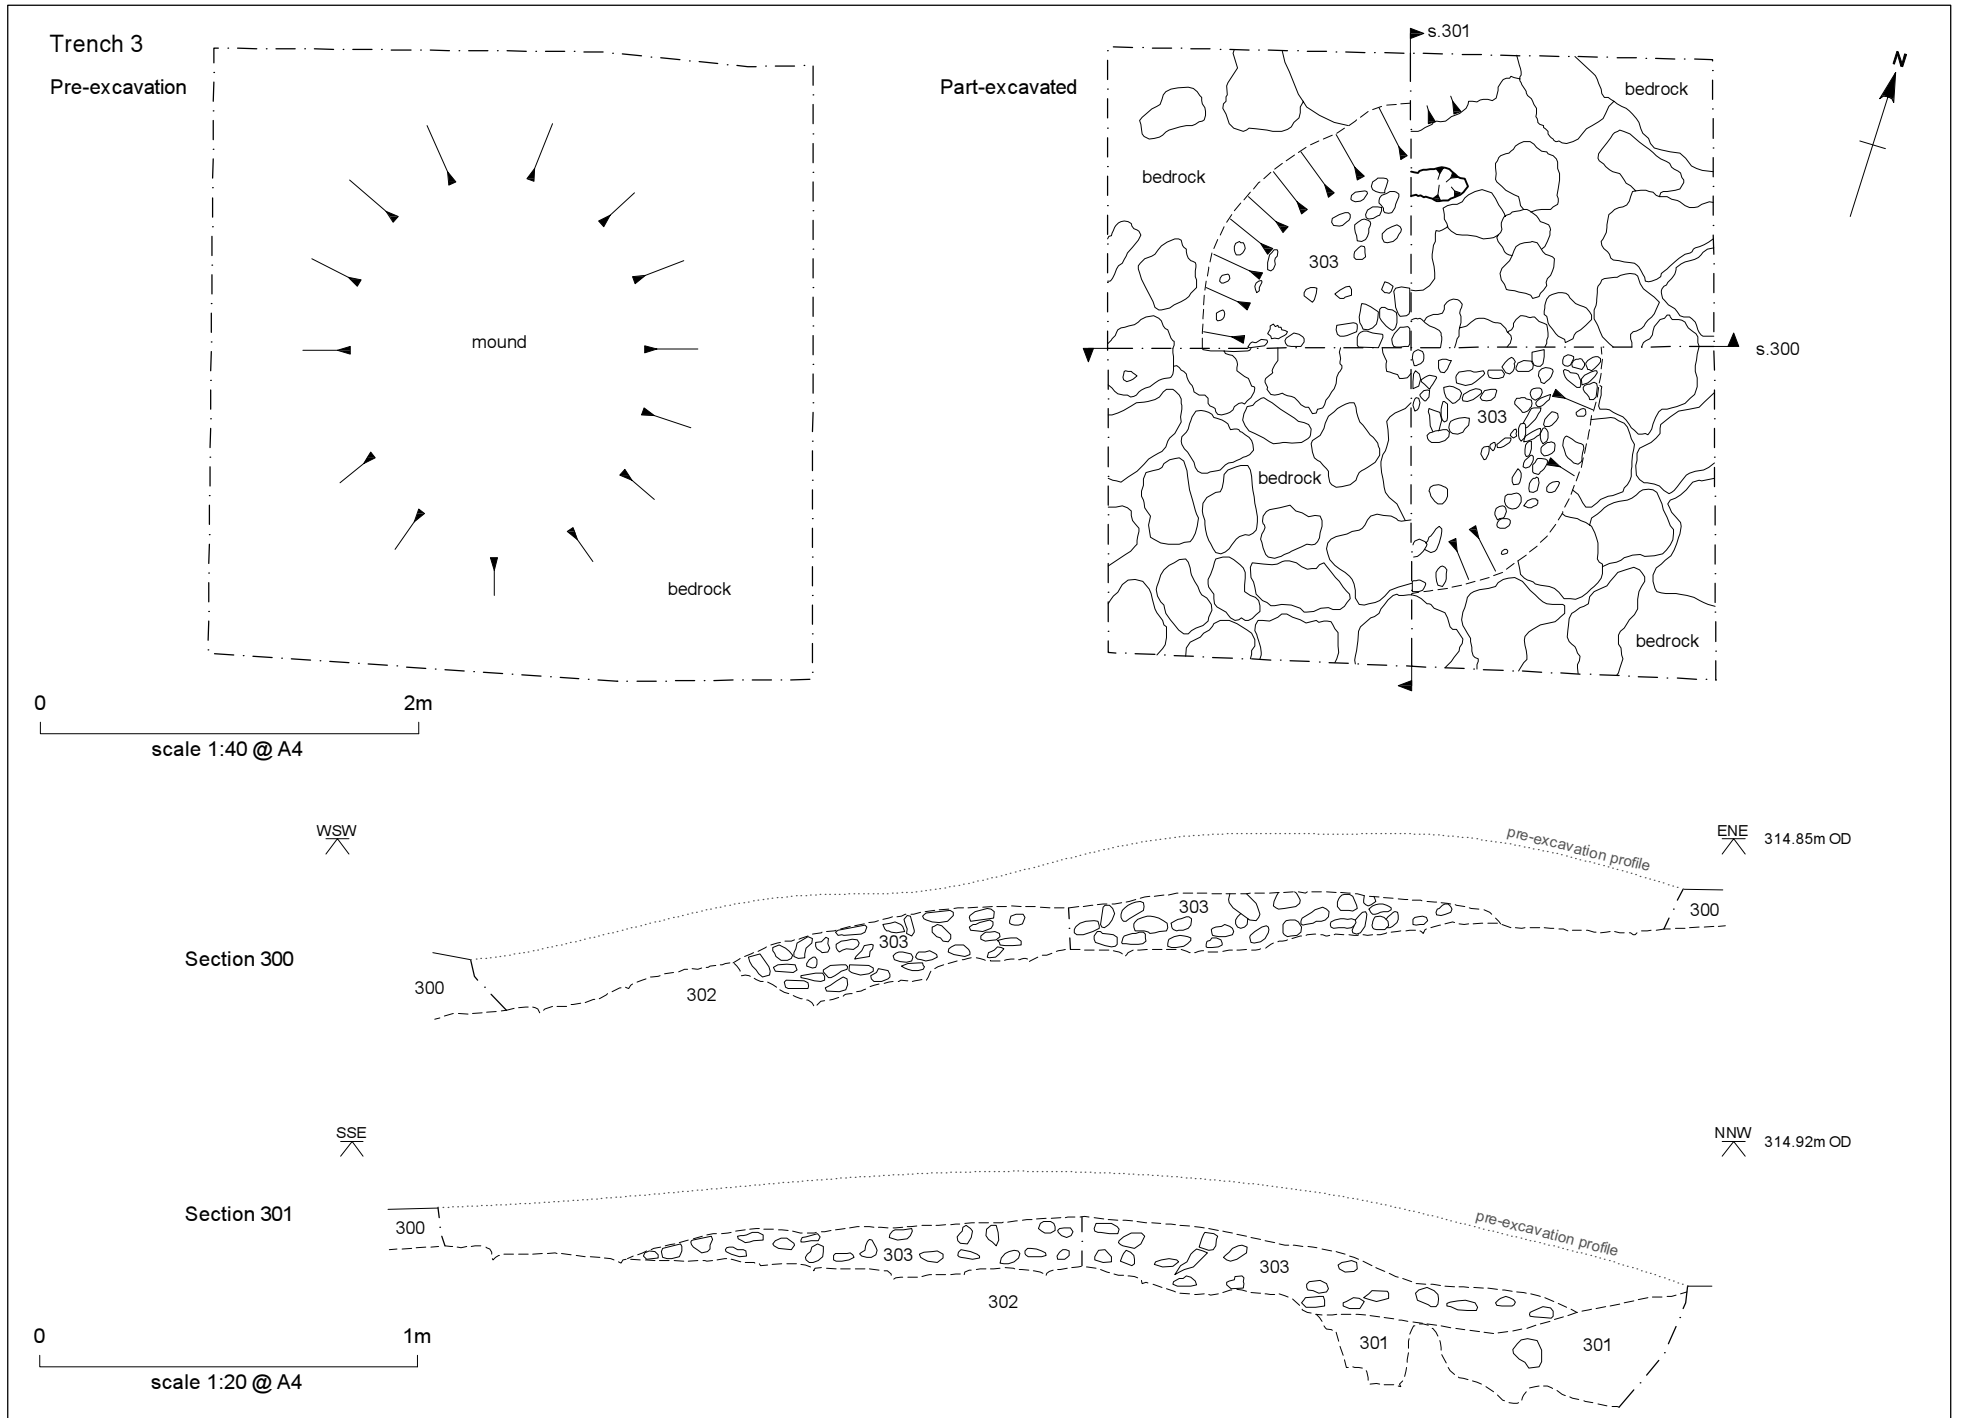 Trench 3
Pre-excavation
mound
bedrock
Part-excavated
s.301
bedrock
bedrock
303
s.300
303
bedrock
bedrock
N
0 2m
scale 1:40 @ A4
WSW
pre-excavation profile
ENE
314.85m OD
Section 300
300
303
303
300
302
SSE
NNW
314.92m OD
Section 301
300
303
303
pre-excavation profile
302
301
301
0 1m
scale 1:20 @ A4